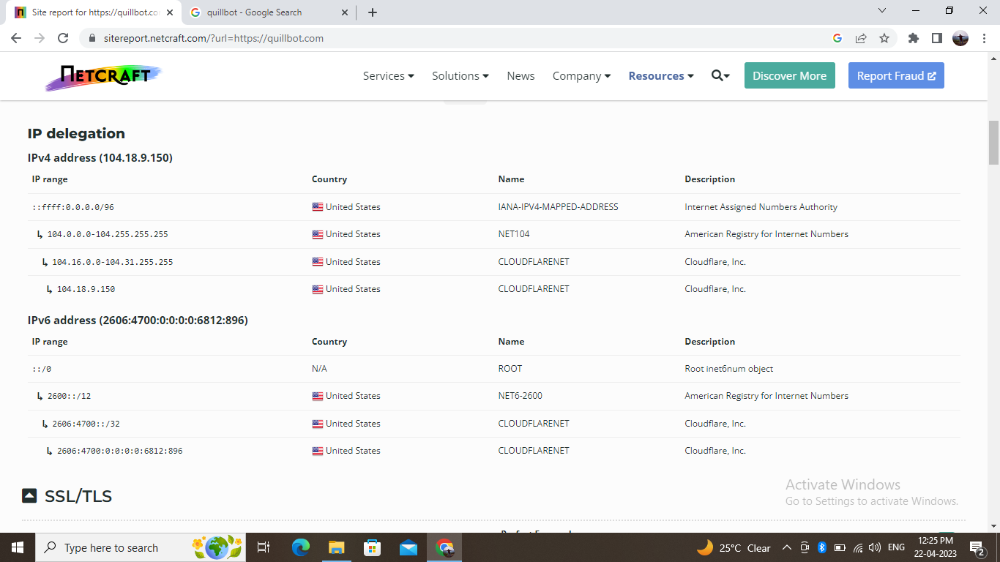 Site report for https://quillbot.co
quillbot - Google Search
sitereport.netcraft.com/?url=https://quillbot.com
NETCRAFT
Services
Solutions
News
Company
Resources
Discover More
Report Fraud
IP delegation
IPv4 address (104.18.9.150)
IP range Country Name Description
::ffff:0.0.0.0/96 United States IANA-IPV4-MAPPED-ADDRESS Internet Assigned Numbers Authority
104.0.0.0-104.255.255.255 United States NET104 American Registry for Internet Numbers
104.16.0.0-104.31.255.255 United States CLOUDFLARENET Cloudflare, Inc.
104.18.9.150 United States CLOUDFLARENET Cloudflare, Inc.
IPv6 address (2606:4700:0:0:0:0:6812:896)
IP range Country Name Description
::/0 N/A ROOT Root inet6num object
2600::/12 United States NET6-2600 American Registry for Internet Numbers
2606:4700::/32 United States CLOUDFLARENET Cloudflare, Inc.
2606:4700:0:0:0:0:6812:896 United States CLOUDFLARENET Cloudflare, Inc.
SSL/TLS
Activate Windows
Go to Settings to activate Windows.
Type here to search
25°C Clear
ENG
12:25 PM
22-04-2023
2